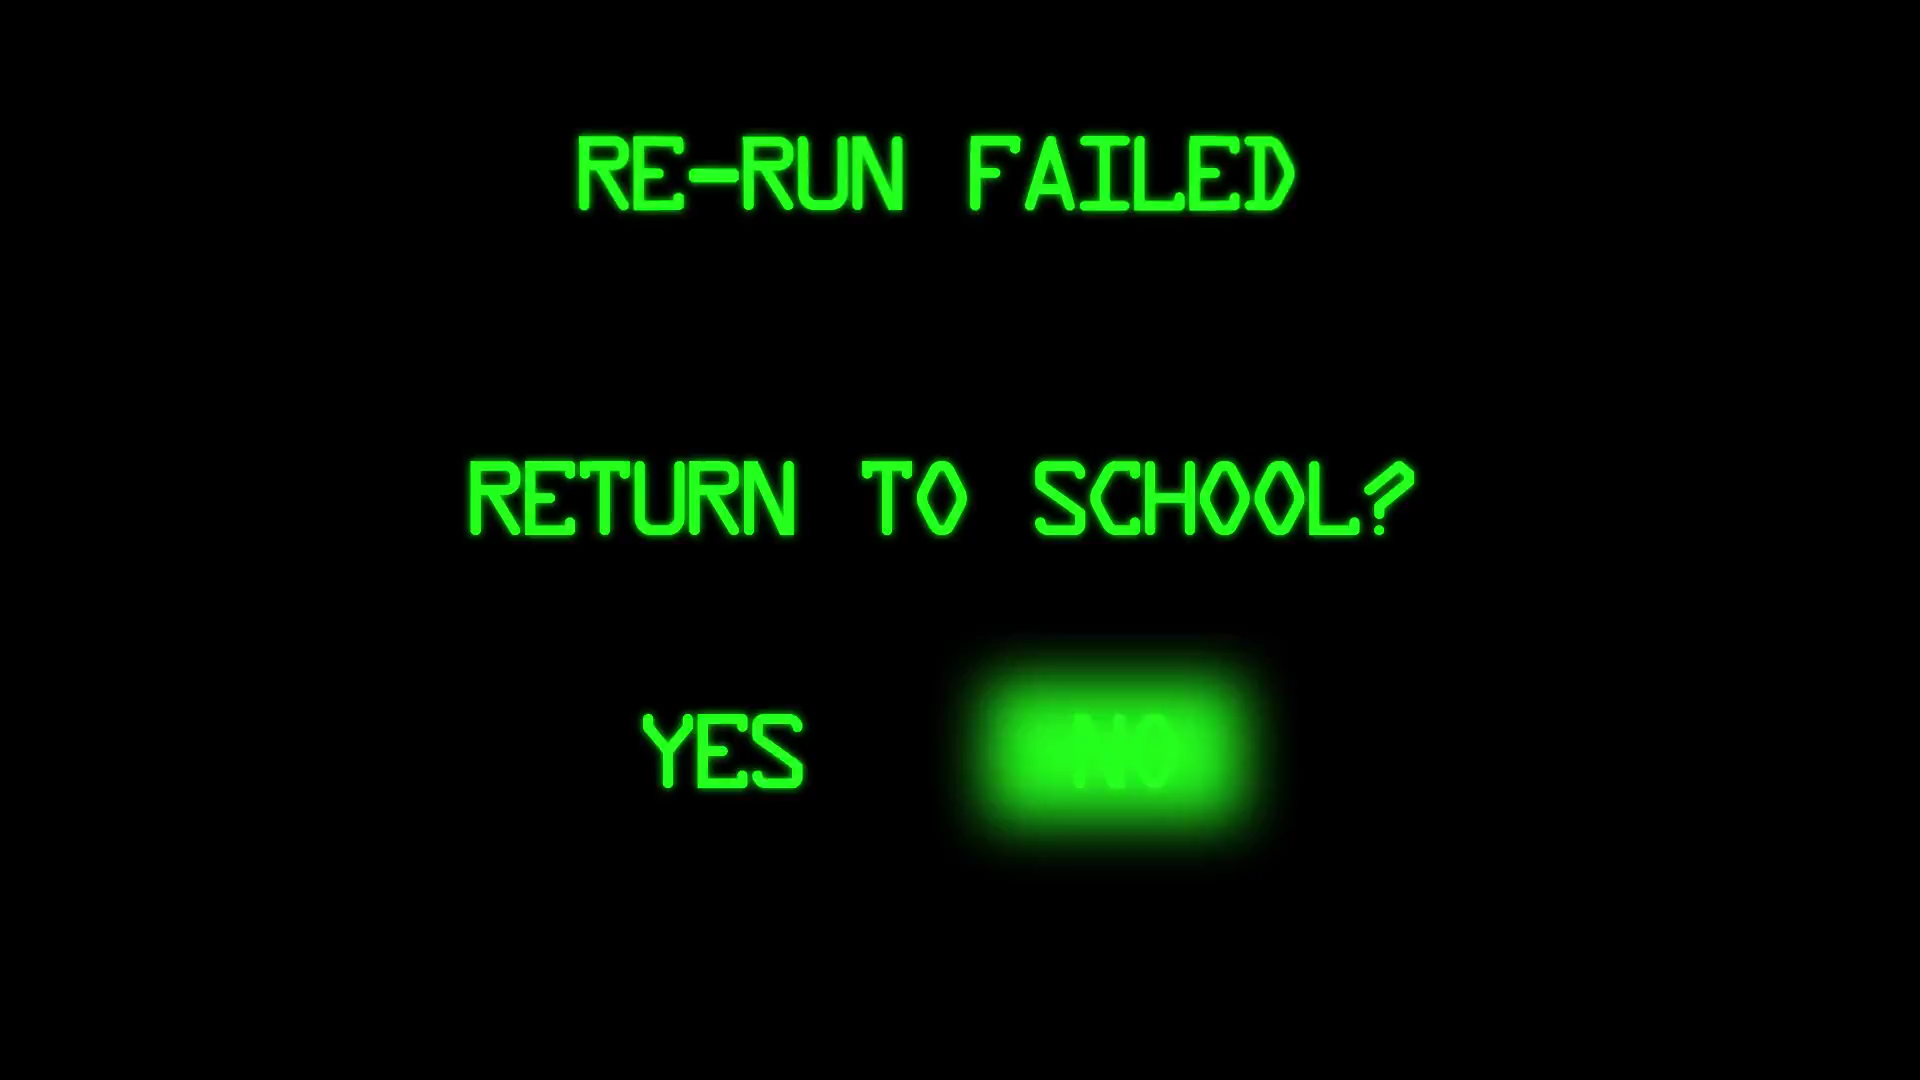 RE-RUN FAILED
RETURN TO SCHOOL?
YES NO